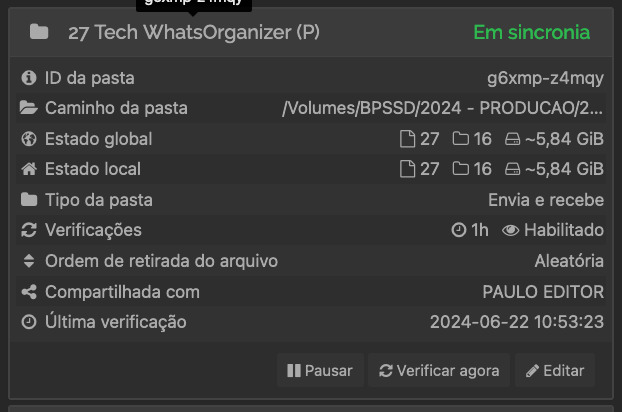 g6xmp-z4mqy
27 Tech WhatsOrganizer (P) Em sincronia
ID da pasta g6xmp-z4mqy
Caminho da pasta /Volumes/BPSSD/2024 - PRODUCAO/2...
Estado global 27 16 ~5,84 GiB
Estado local 27 16 ~5,84 GiB
Tipo da pasta Envia e recebe
Verificações 1h Habilitado
Ordem de retirada do arquivo Aleatória
Compartilhada com PAULO EDITOR
Última verificação 2024-06-22 10:53:23
Pausar Verificar agora Editar